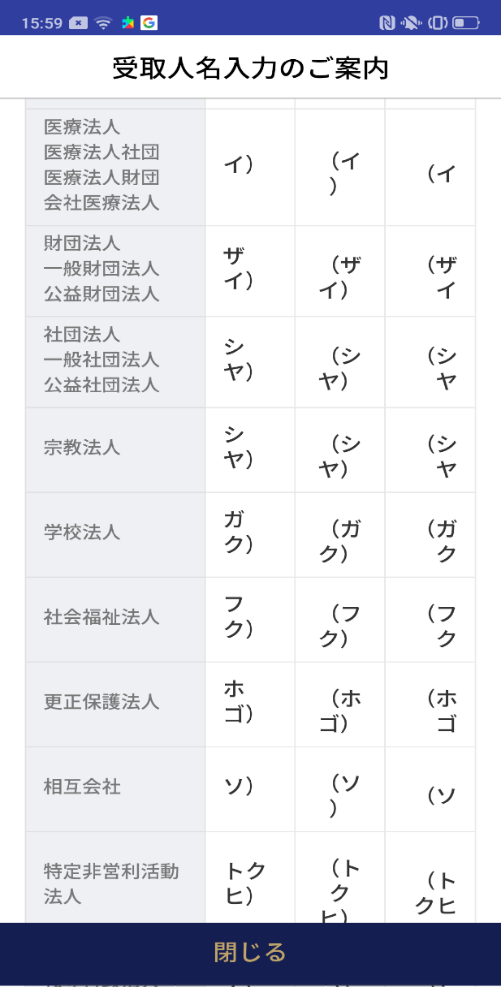 15:59
受取人名入力のご案内
医療法人
医療法人社団
医療法人財団
会社医療法人
イ)
(イ
)
(イ
財団法人
一般財団法人
公益財団法人
ザ
イ)
(ザ
イ)
(ザ
イ
社団法人
一般社団法人
公益社団法人
シ
ヤ)
(シ
ヤ)
(シ
ヤ
宗教法人
シ
ヤ)
(シ
ヤ)
(シ
ヤ
学校法人
ガ
ク)
(ガ
ク)
(ガ
ク
社会福祉法人
フ
ク)
(フ
ク)
(フ
ク
更正保護法人
ホ
ゴ)
(ホ
ゴ)
(ホ
ゴ
相互会社
ソ)
(ソ
)
(ソ
特定非営利活動
法人
トク
ヒ)
(ト
ク
ヒ)
(ト
クヒ
閉じる